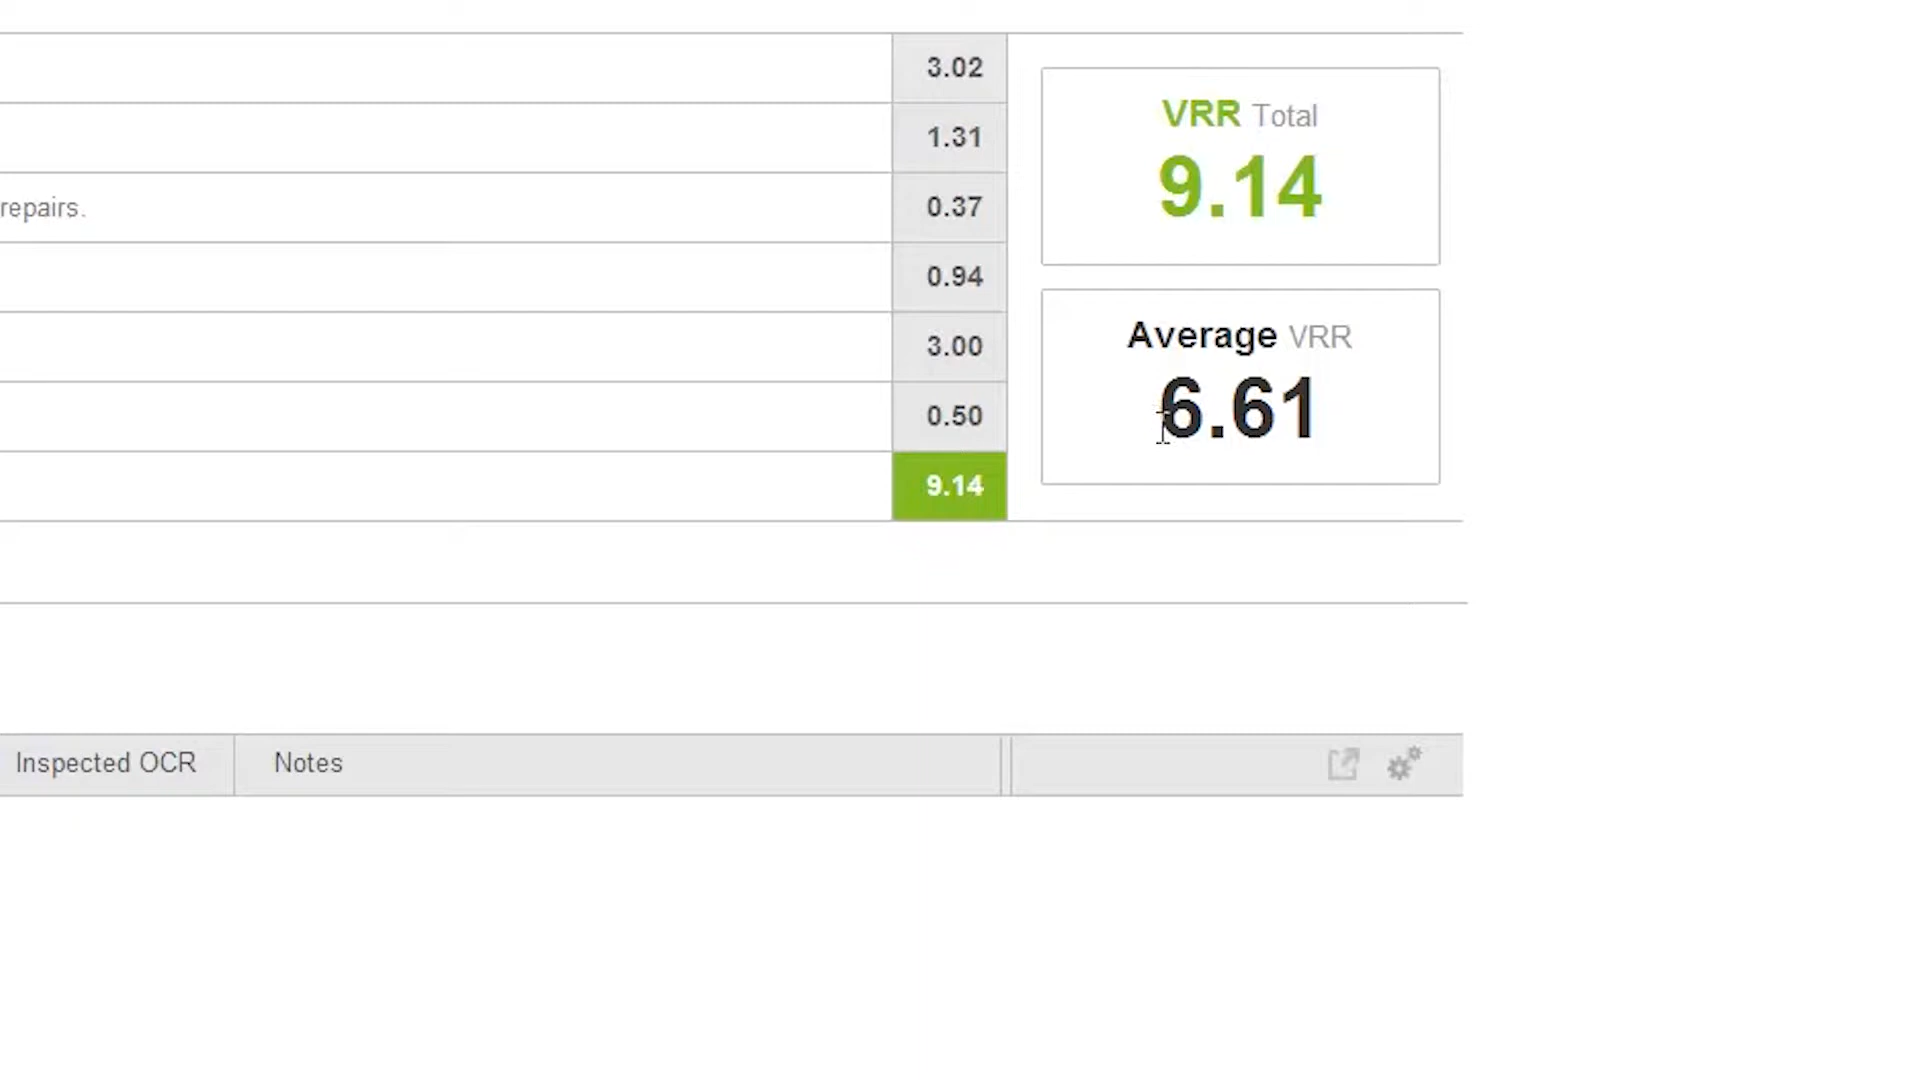 3.02
1.31
repairs.
0.37
0.94
3.00
0.50
9.14
VRR Total
9.14
Average VRR
6.61
Inspected OCR
Notes